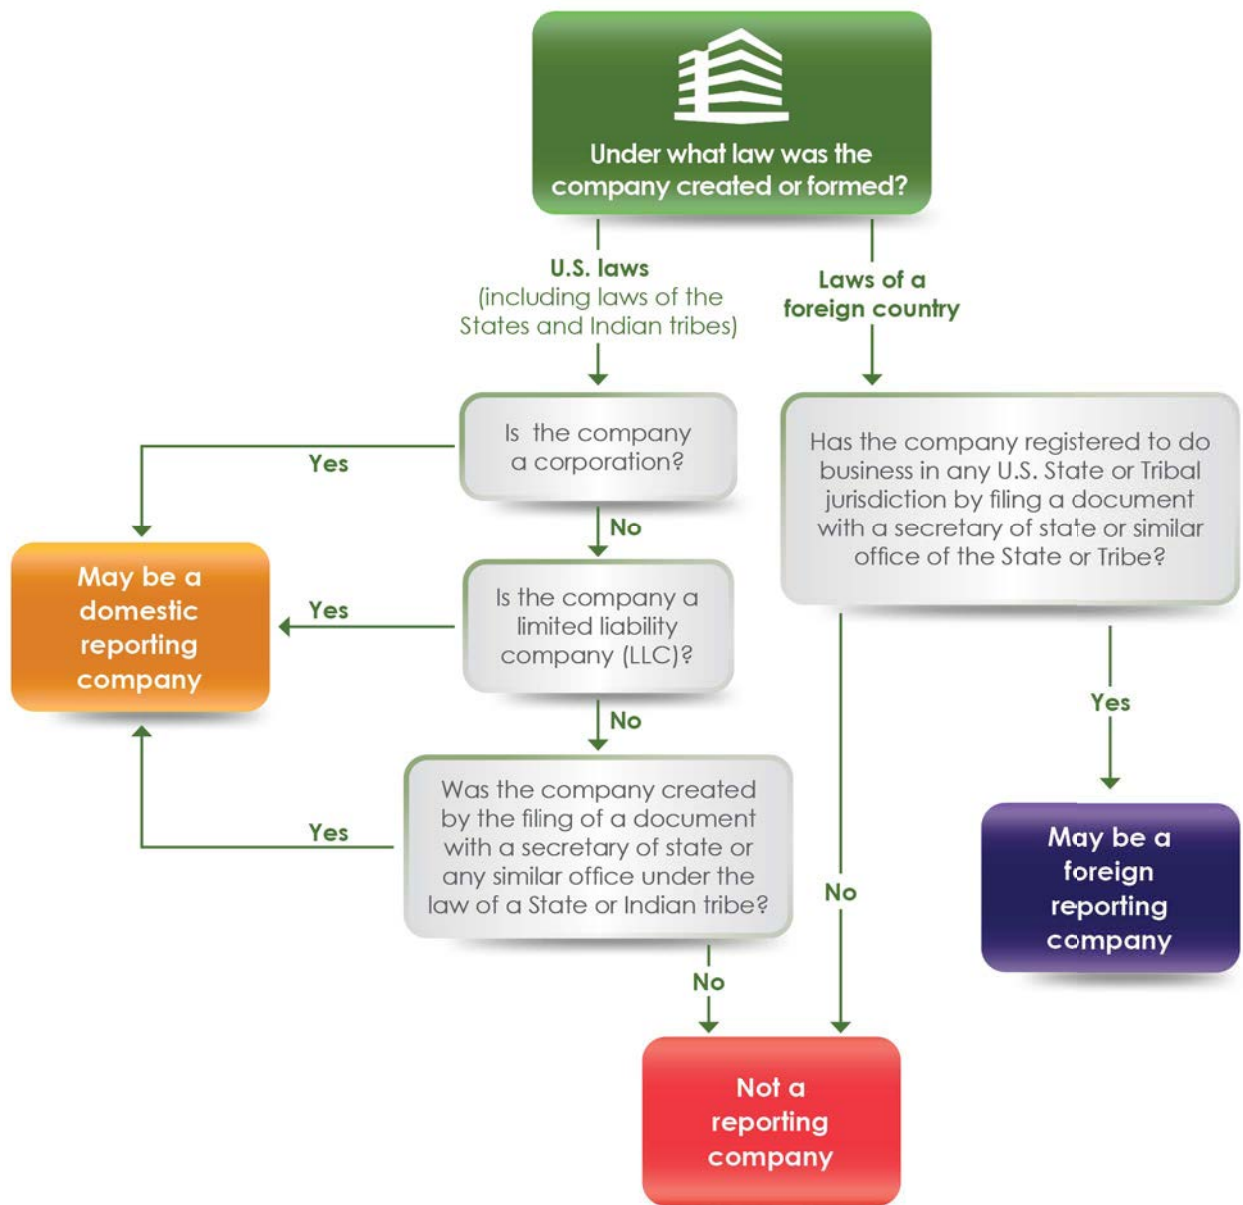 Under what law was the
company created or formed?
U.S. laws
(including laws of the
States and Indian tribes)
Laws of a
foreign country
Is the company
a corporation?
Yes
No
Has the company registered to do
business in any U.S. State or Tribal
jurisdiction by filing a document
with a secretary of state or similar
office of the State or Tribe?
May be a
domestic
reporting
company
Yes
Is the company a
limited liability
company (LLC)?
No
Yes
Was the company created
by the filing of a document
with a secretary of state or
any similar office under the
law of a State or Indian tribe?
Yes
No
No
May be a
foreign
reporting
company
Not a
reporting
company